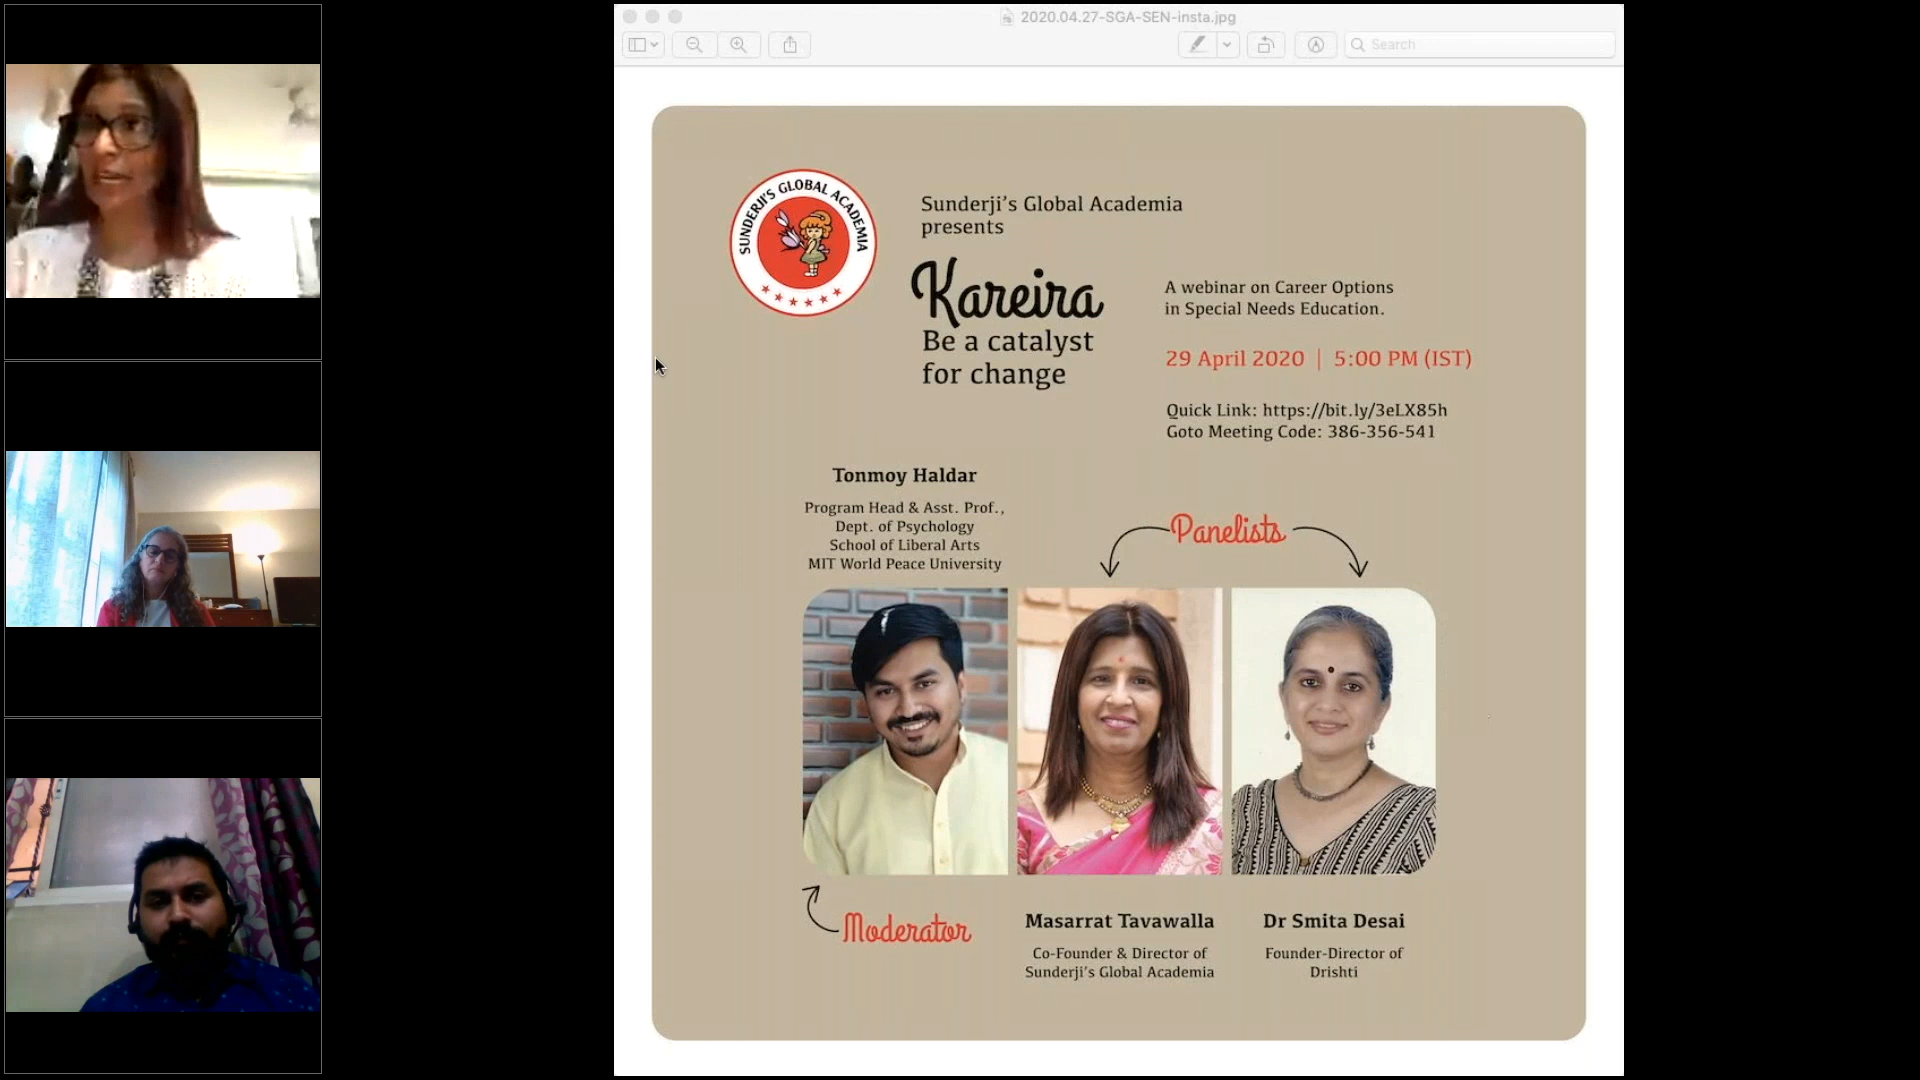 2020.04.27-SGA-SEN-insta.jpg
Search
SUNDERJI'S GLOBAL ACADEMIA
Sunderji's Global Academia
presents
Kareira
Be a catalyst
for change
A webinar on Career Options
in Special Needs Education.
29 April 2020 | 5:00 PM (IST)
Quick Link: https://bit.ly/3eLX85h
Goto Meeting Code: 386-356-541
Tonmoy Haldar
Program Head & Asst. Prof.,
Dept. of Psychology
School of Liberal Arts
MIT World Peace University
Panelists
Moderator
Masarrat Tavawalla
Co-Founder & Director of
Sunderji's Global Academia
Dr Smita Desai
Founder-Director of
Drishti